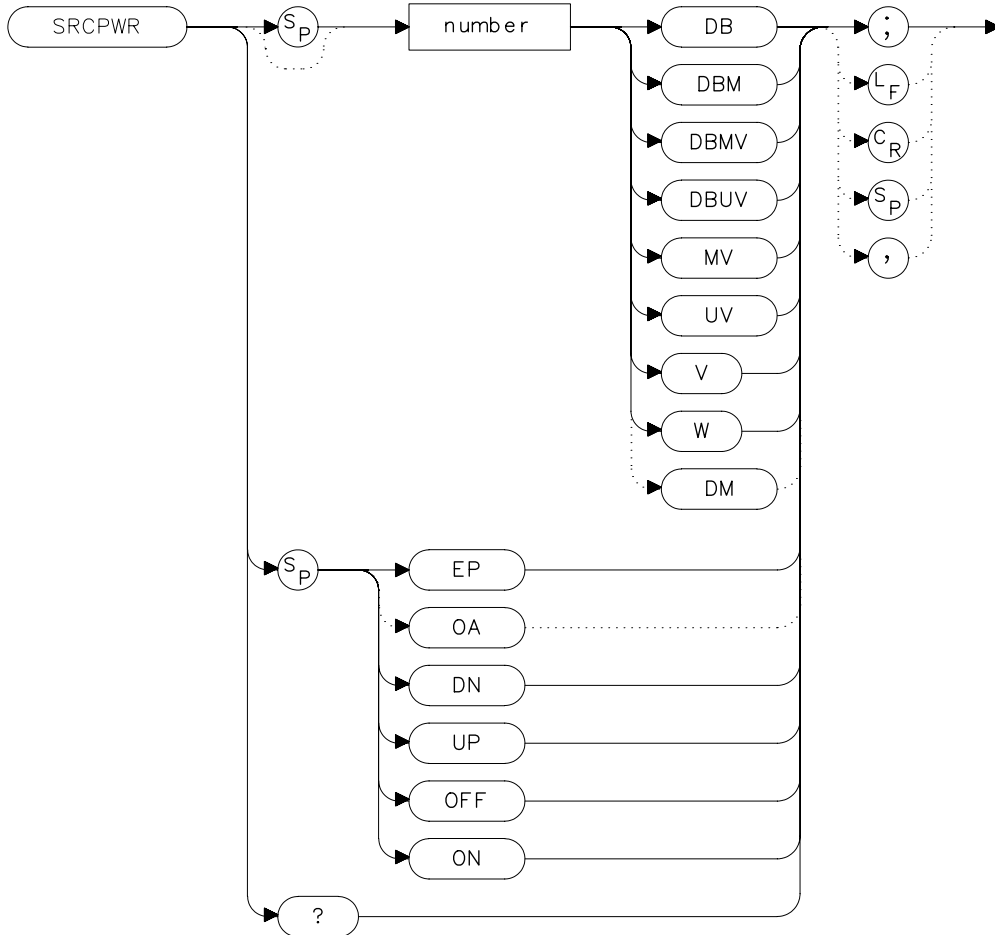 SRCPWR SP number DB ;
DBM LF
DBMV CR
DBUV SP
MV ,
UV
V
W
DM
SP EP
OA
DN
UP
OFF
ON
?